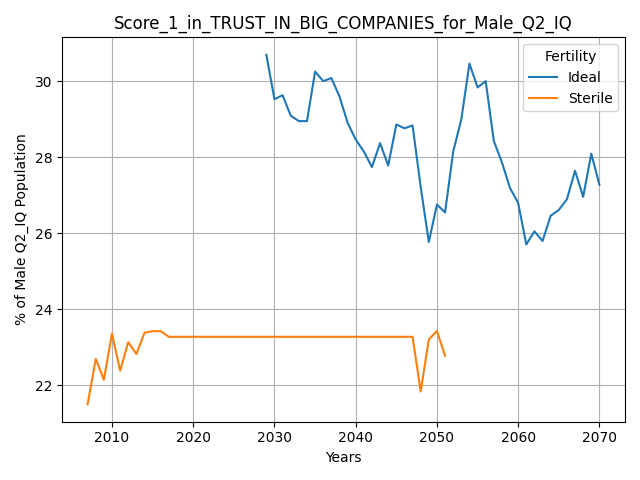 Score_1_in_TRUST_IN_BIG_COMPANIES_for_Male_Q2_IQ
Fertility
Ideal
Sterile
% of Male Q2_IQ Population
30
28
26
24
22
2010 2020 2030 2040 2050 2060 2070
Years